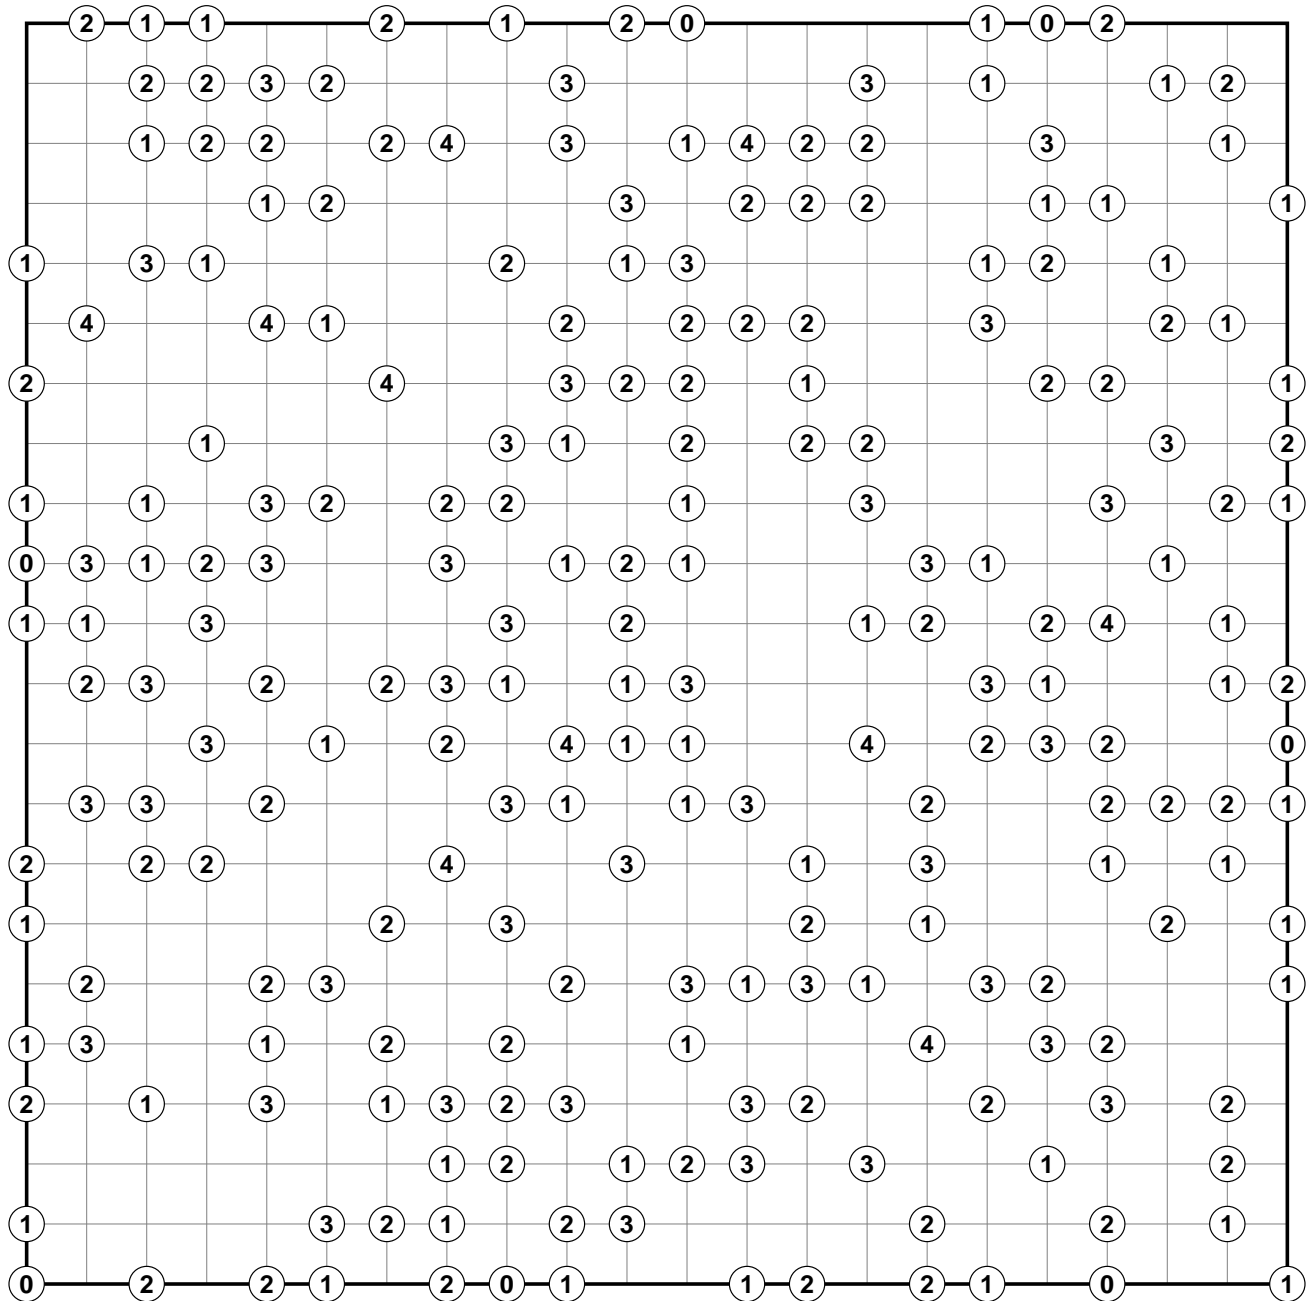 2 1 1 2 1 2 0 1 0 2
2 2 3 2 3 3 1 1 2
1 2 2 2 4 3 1 4 2 2 3 1
1 2 3 2 2 2 1 1 1
1 3 1 2 1 3 1 2 1
4 4 1 2 2 2 2 3 2 1
2 4 3 2 2 1 2 2 1
1 3 1 2 2 2 3 2
1 1 3 2 2 2 1 3 3 2 1
0 3 1 2 3 3 1 2 1 3 1 1
1 1 3 3 2 1 2 2 4 1
2 3 2 2 3 1 1 3 3 1 1 2
3 1 2 4 1 1 4 2 3 2 0
3 3 2 3 1 1 3 2 2 2 2 1
2 2 2 4 3 1 3 1 1
1 2 3 2 1 2 1
2 2 3 2 3 1 3 1 3 2 1
1 3 1 2 2 1 4 3 2
2 1 3 1 3 2 3 3 2 2 3 2
1 2 1 2 3 3 1 2
1 3 2 1 2 3 2 2 1
0 2 2 1 2 0 1 1 2 2 1 0 1